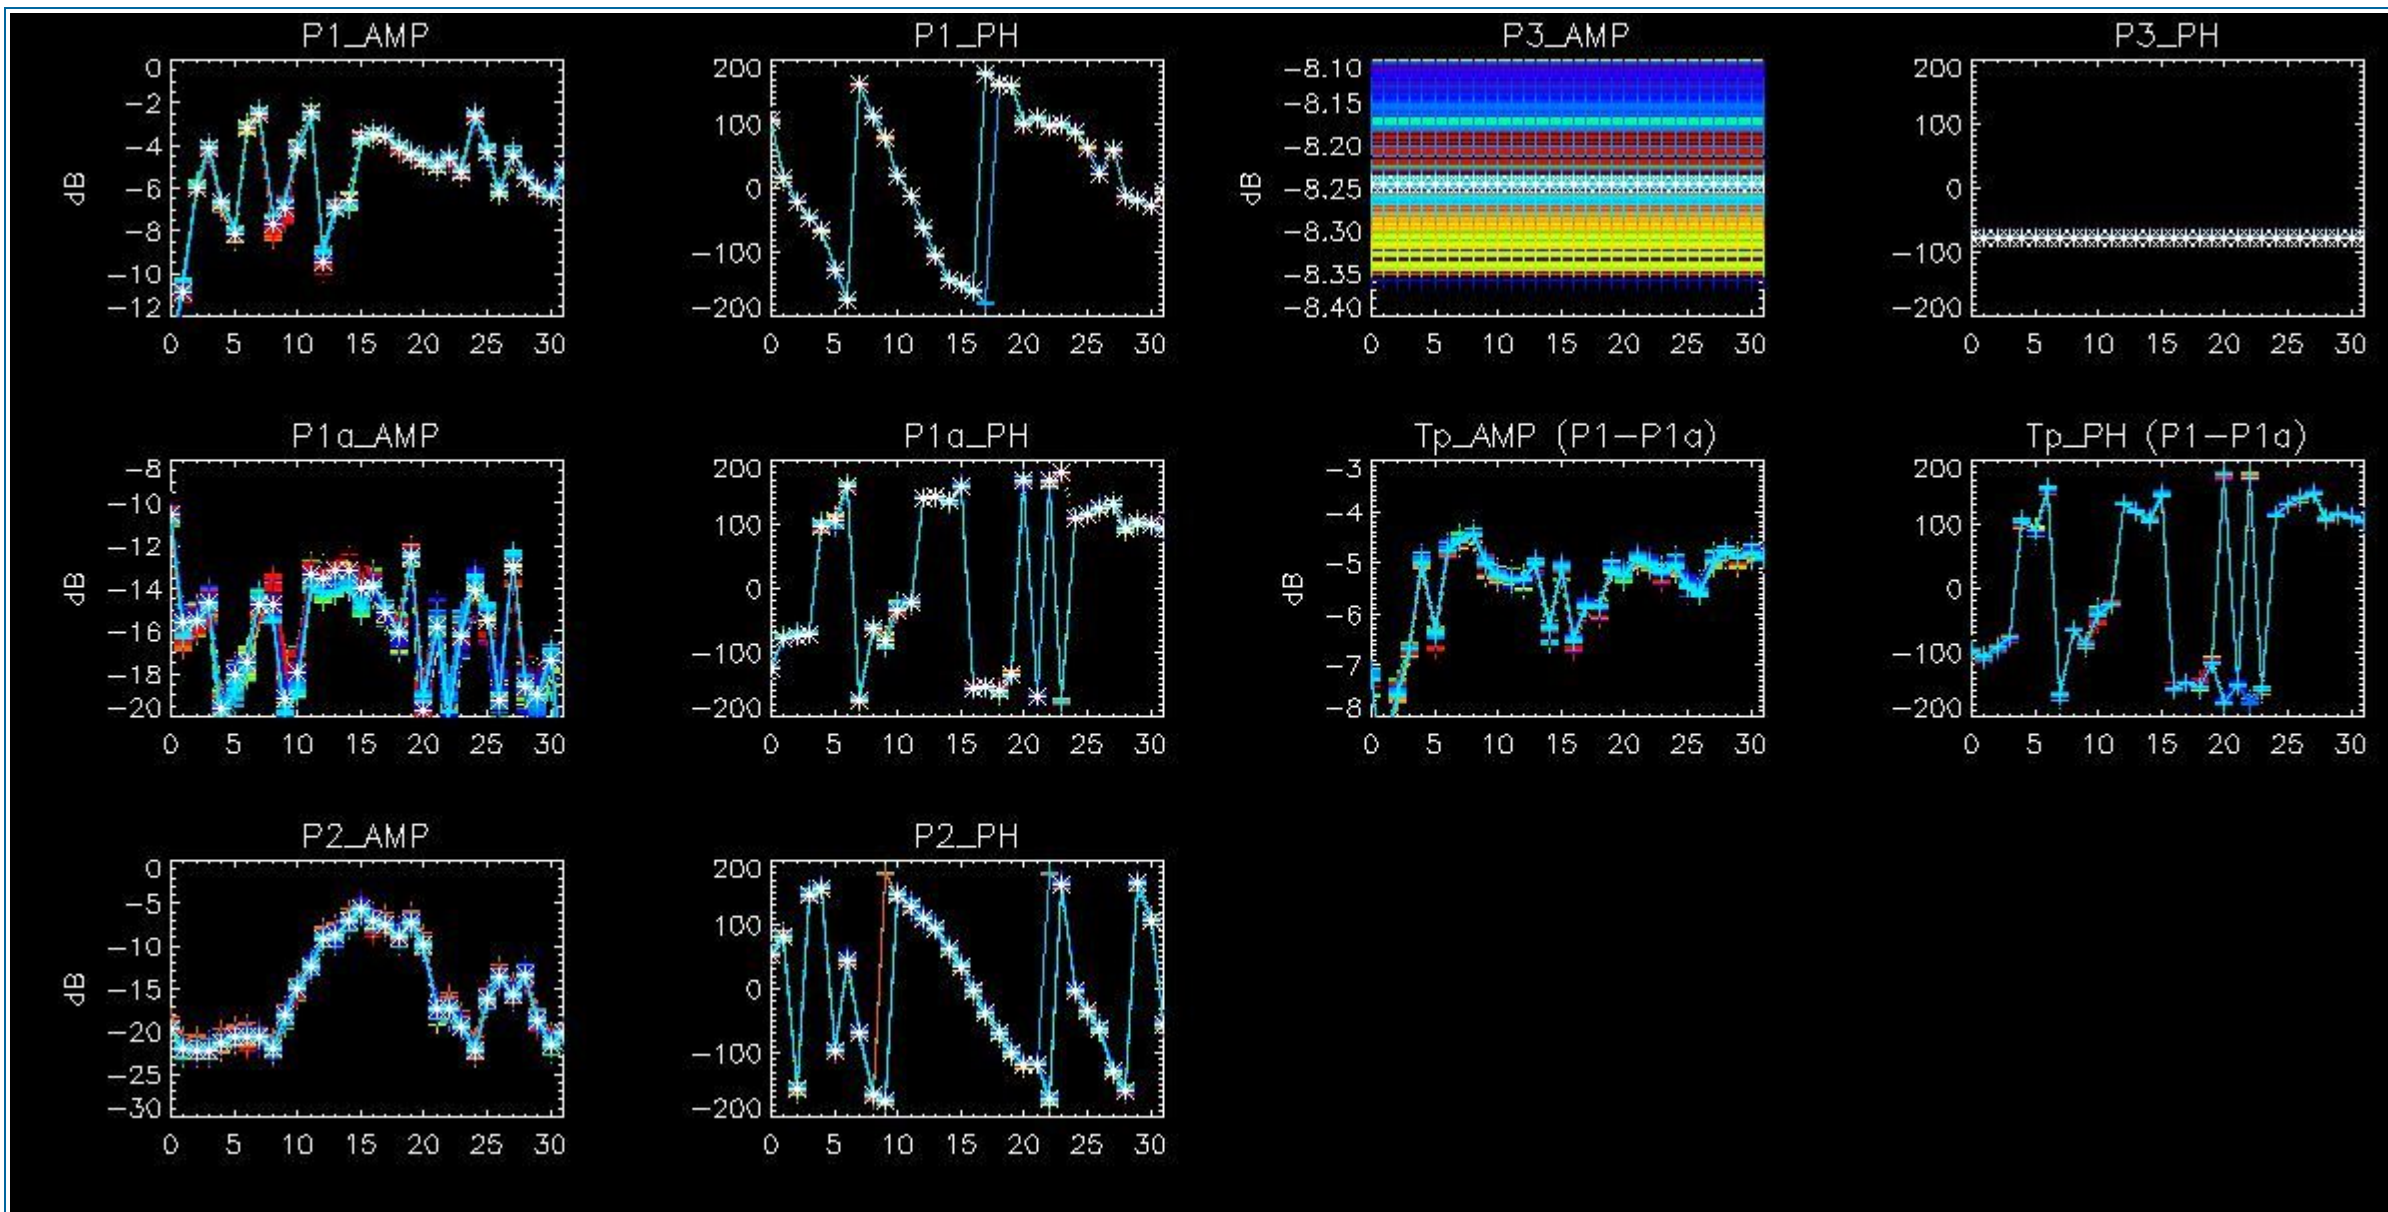 P1_AMP P1_PH P3_AMP P3_PH
0 200 -8.10 200
-2 -8.15
100 100
-4 -8.20
dB -6 0 dB -8.25 0
-8 -8.30
-100 -100
-10 -8.35
-12 -200 -8.40 -200
0 5 10 15 20 25 30 0 5 10 15 20 25 30 0 5 10 15 20 25 30 0 5 10 15 20 25 30
P1a_AMP P1a_PH Tp_AMP (P1-P1a) Tp_PH (P1-P1a)
-8 200 -3 200
-10
100 -4 100
-12
dB -14 0 dB -5 0
-16 -6
-100 -100
-18 -7
-20 -200 -8 -200
0 5 10 15 20 25 30 0 5 10 15 20 25 30 0 5 10 15 20 25 30 0 5 10 15 20 25 30
P2_AMP P2_PH
0 200
-5
100
-10
dB -15 0
-20
-100
-25
-30 -200
0 5 10 15 20 25 30 0 5 10 15 20 25 30